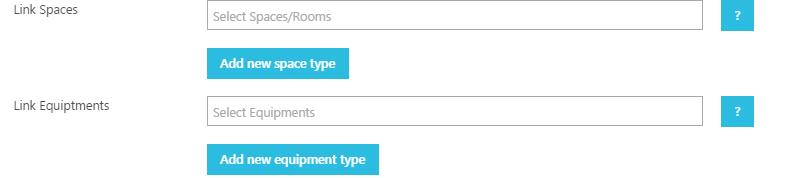 Link Spaces
Select Spaces/Rooms
?
Add new space type
Link Equiptments
Select Equipments
?
Add new equipment type